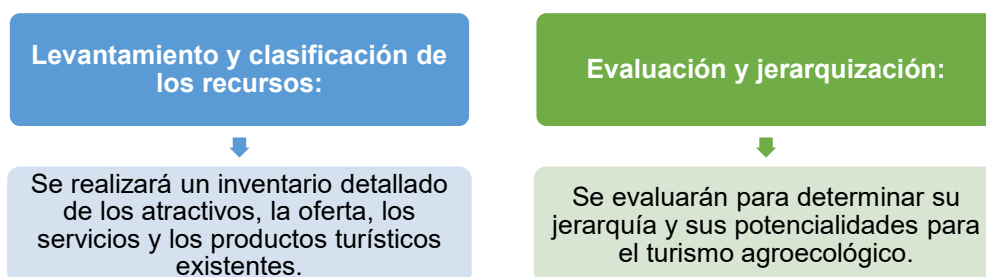 Levantamiento y clasificación de
los recursos:
Se realizará un inventario detallado
de los atractivos, la oferta, los
servicios y los productos turísticos
existentes.
Evaluación y jerarquización:
Se evaluarán para determinar su
jerarquía y sus potencialidades para
el turismo agroecológico.